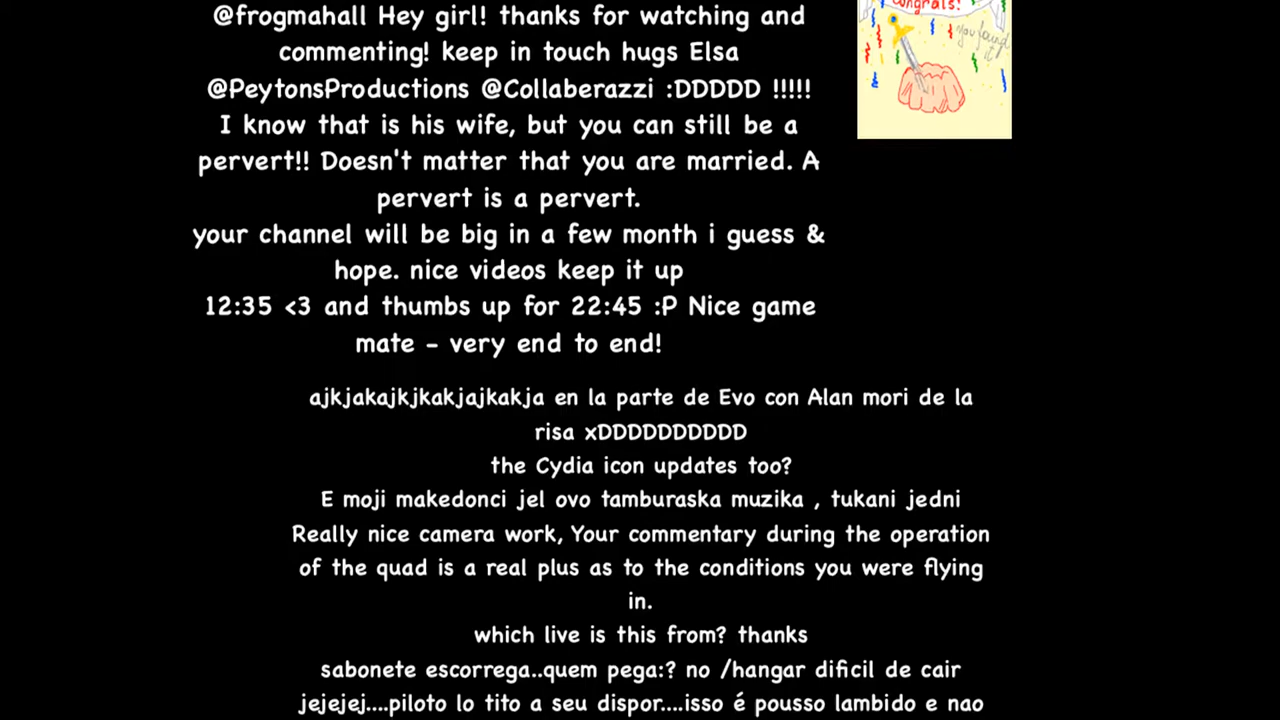 @frogmahall Hey girl! thanks for watching and
commenting! keep in touch hugs Elsa
@PeytonsProductions @Collaberazzi :DDDDD !!!!!
I know that is his wife, but you can still be a
pervert!! Doesn't matter that you are married. A
pervert is a pervert.
your channel will be big in a few month i guess &
hope. nice videos keep it up
12:35 <3 and thumbs up for 22:45 :P Nice game
mate - very end to end!
congrats!
you found
it
ajkjakajkjkakjajkakja en la parte de Evo con Alan mori de la
risa xDDDDDDDDDD
the Cydia icon updates too?
E moji makedonci jel ovo tamburaska muzika , tukani jedni
Really nice camera work, Your commentary during the operation
of the quad is a real plus as to the conditions you were flying
in.
which live is this from? thanks
sabonete escorrega..quem pega:? no /hangar dificil de cair
jejejej....piloto lo tito a seu dispor....isso é pousso lambido e nao